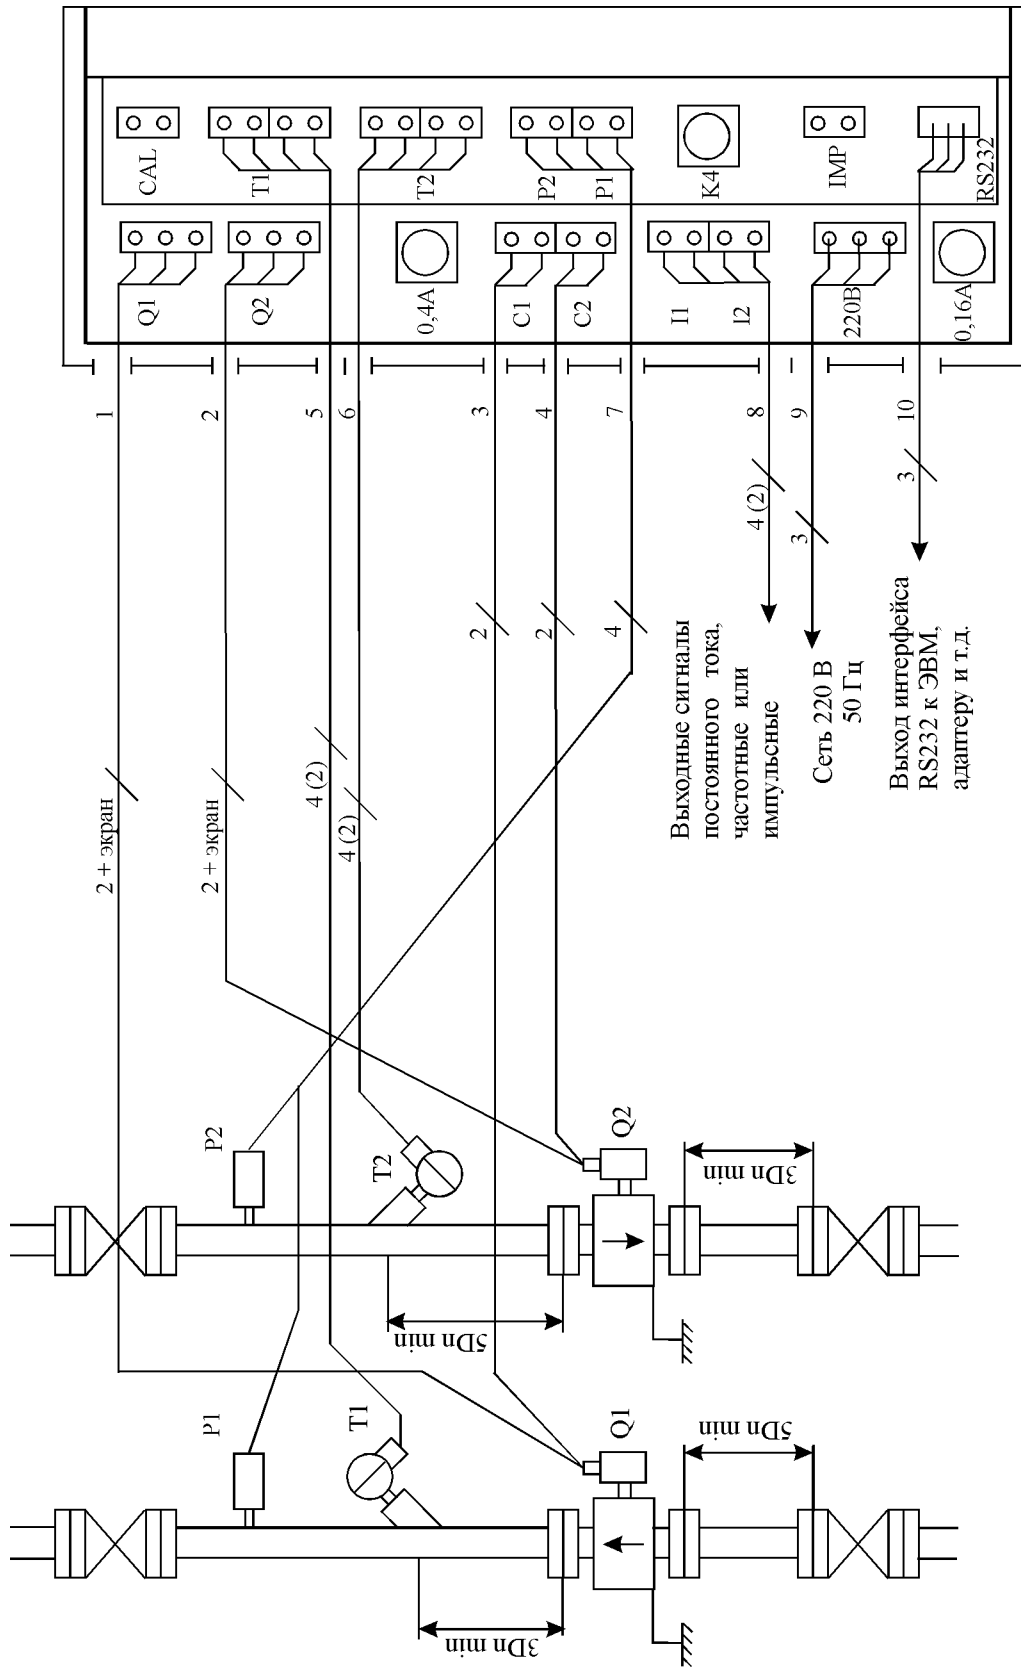 CAL
T1
T2
P2
P1
K4
IMP
RS232
Q1
Q2
0,4A
C1
C2
I1
I2
220В
0,16A
1
2
5
6
3
4
7
8
9
10
2 + экран
2 + экран
4 (2)
4 (2)
2
2
4
4 (2)
3
3
Выходные сигналы
постоянного тока,
частотные или
импульсные
Сеть 220 В
50 Гц
Выход интерфейса
RS232 к ЭВМ,
адаптеру и т.д.
P2
T2
Q2
5Dn min
3Dn min
P1
T1
Q1
3Dn min
5Dn min